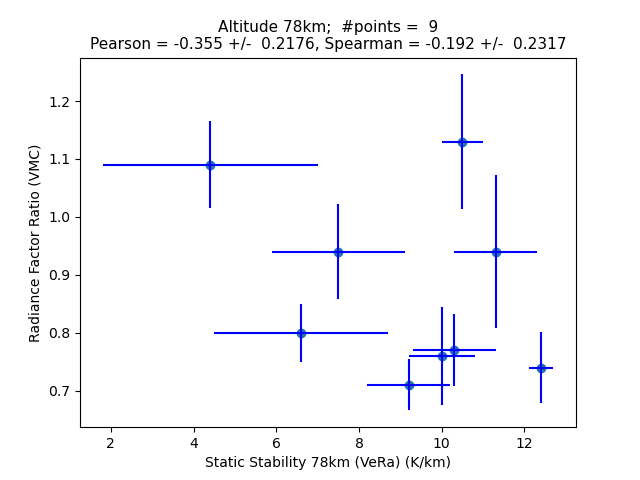 Altitude 78km;  #points =  9
Pearson = -0.355 +/-  0.2176, Spearman = -0.192 +/-  0.2317
1.2
1.1
1.0
0.9
0.8
0.7
Radiance Factor Ratio (VMC)
2 4 6 8 10 12
Static Stability 78km (VeRa) (K/km)